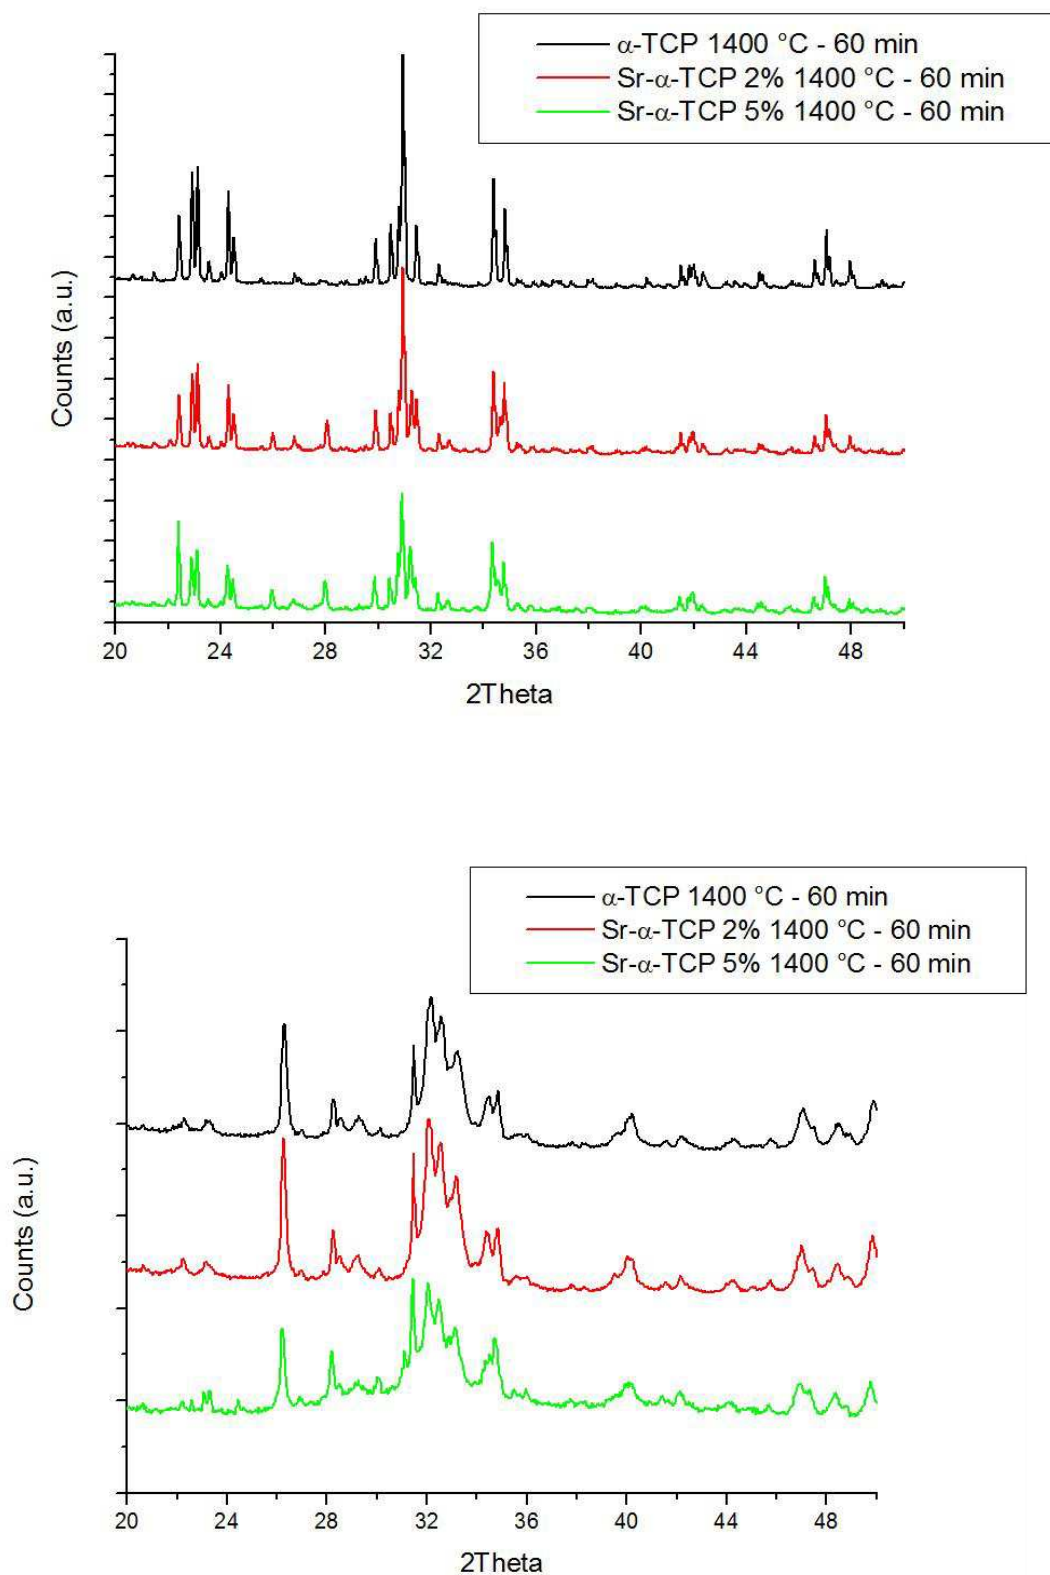 α-TCP 1400 °C - 60 min
Sr-α-TCP 2% 1400 °C - 60 min
Sr-α-TCP 5% 1400 °C - 60 min
Counts (a.u.)
20 24 28 32 36 40 44 48
2Theta
α-TCP 1400 °C - 60 min
Sr-α-TCP 2% 1400 °C - 60 min
Sr-α-TCP 5% 1400 °C - 60 min
Counts (a.u.)
20 24 28 32 36 40 44 48
2Theta